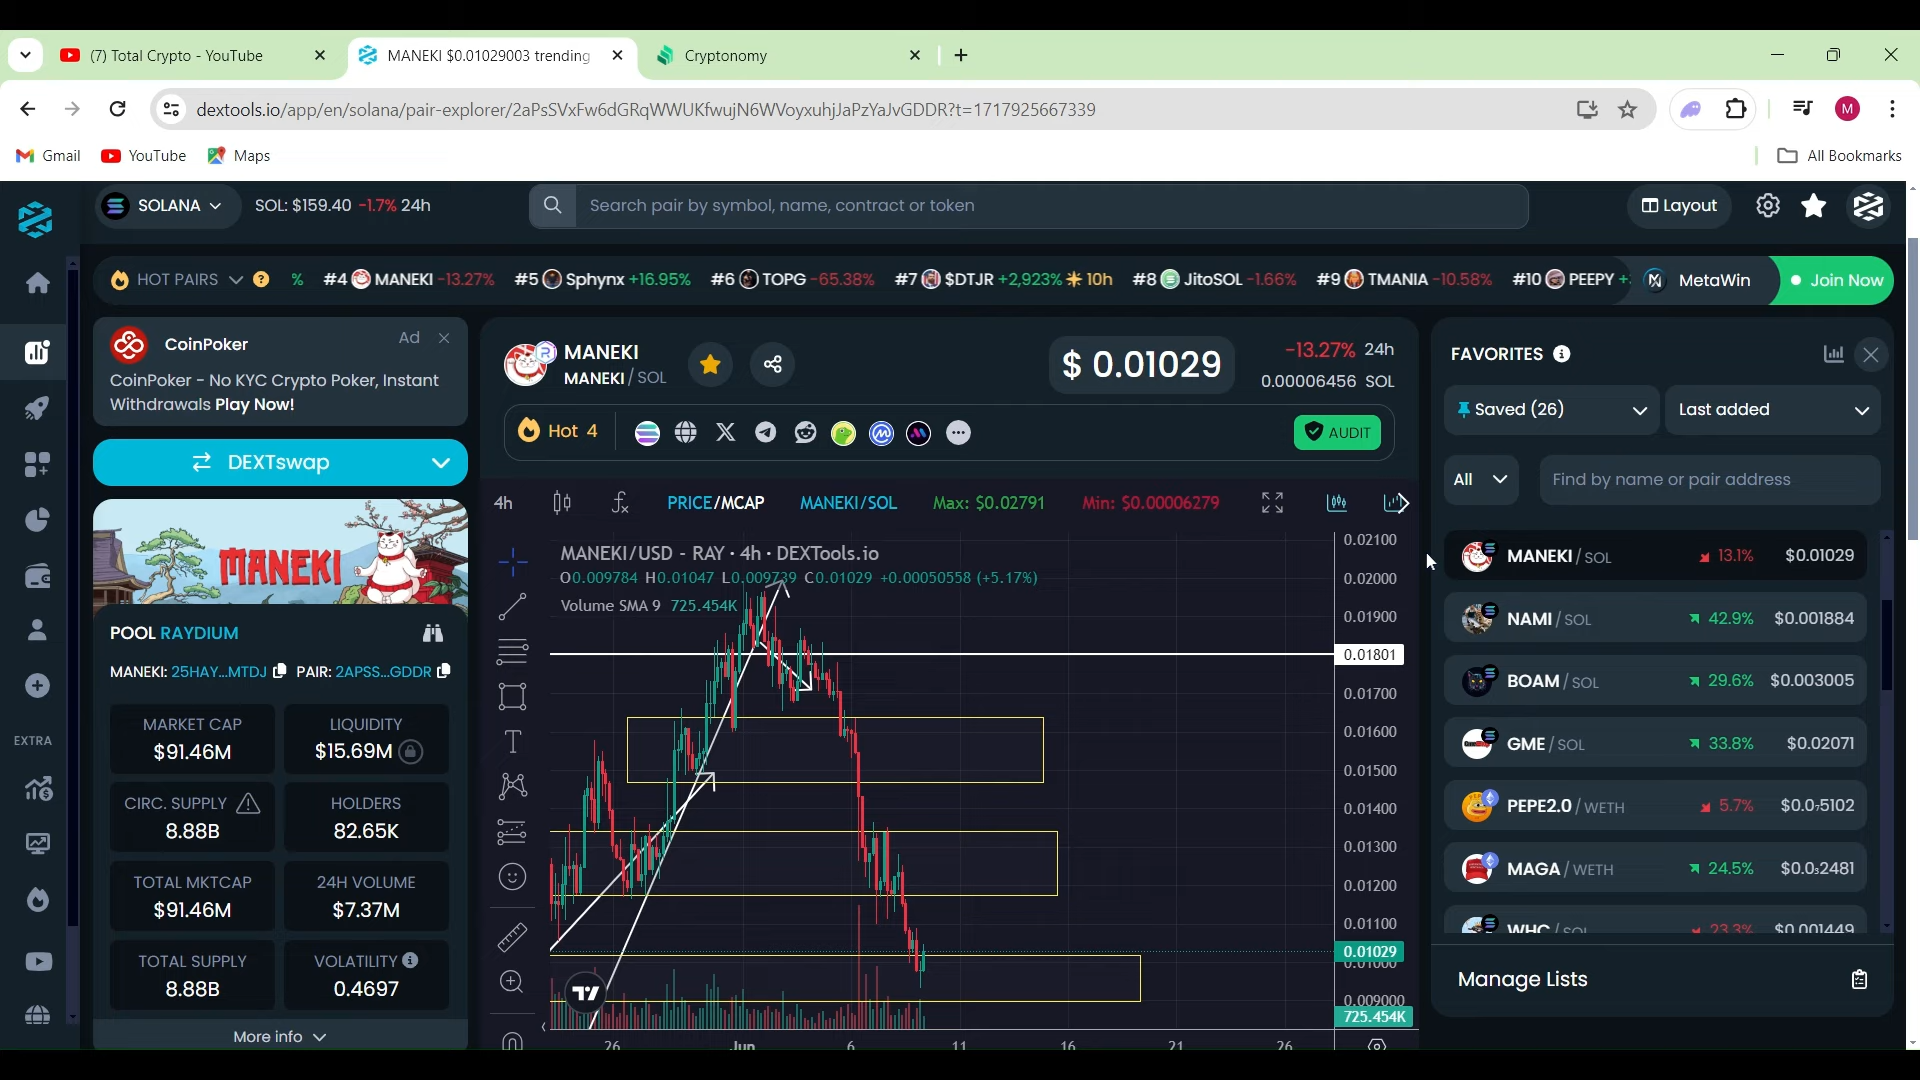 (7) Total Crypto - YouTube
MANEKI $0.01029003 trending
Cryptonomy
dextools.io/app/en/solana/pair-explorer/2aPsSVxFw6dGRqWWUKfwujN6WVoyxuhjJaPzYaJvGDDR?t=1717925667339
M
Gmail YouTube Maps All Bookmarks
SOLANA SOL: $159.40 -1.7% 24h
Search pair by symbol, name, contract or token
Layout
HOT PAIRS ? % #4 MANEKI -13.27% #5 Sphynx +16.95% #6 TOPG -65.38% #7 $DTJR +2,923% 10h #8 JitoSOL -1.66% #9 TMANIA -10.58% #10 PEEPY +
MetaWin Join Now
CoinPoker Ad
CoinPoker - No KYC Crypto Poker, Instant
Withdrawals Play Now!
DEXTswap
MANEKI
POOL RAYDIUM
MANEKI: 25HAY...MTDJ PAIR: 2APSS...GDDR
MARKET CAP
$91.46M
LIQUIDITY
$15.69M
CIRC. SUPPLY
8.88B
HOLDERS
82.65K
TOTAL MKTCAP
$91.46M
24H VOLUME
$7.37M
TOTAL SUPPLY
8.88B
VOLATILITY
0.4697
More info
EXTRA
MANEKI
MANEKI/SOL
$ 0.01029
-13.27% 24h
0.00006456 SOL
Hot 4
AUDIT
4h PRICE/MCAP MANEKI/SOL Max: $0.02791 Min: $0.00006279
MANEKI/USD - RAY · 4h · DEXTools.io
O0.009784 H0.01047 L0.009739 C0.01029 +0.00050558 (+5.17%)
Volume SMA 9 725.454K
0.02100
0.02000
0.01900
0.01801
0.01700
0.01600
0.01500
0.01400
0.01300
0.01200
0.01100
0.01029
0.01000
0.009000
725.454K
26 Jun 6 11 16 21 26
FAVORITES
Saved (26) Last added
All Find by name or pair address
MANEKI/SOL 13.1% $0.01029
NAMI/SOL 42.9% $0.001884
BOAM/SOL 29.6% $0.003005
GME/SOL 33.8% $0.02071
PEPE2.0/WETH 5.7% $0.0₇5102
MAGA/WETH 24.5% $0.0₃2481
WHC/SOL 23.3% $0.001449
Manage Lists